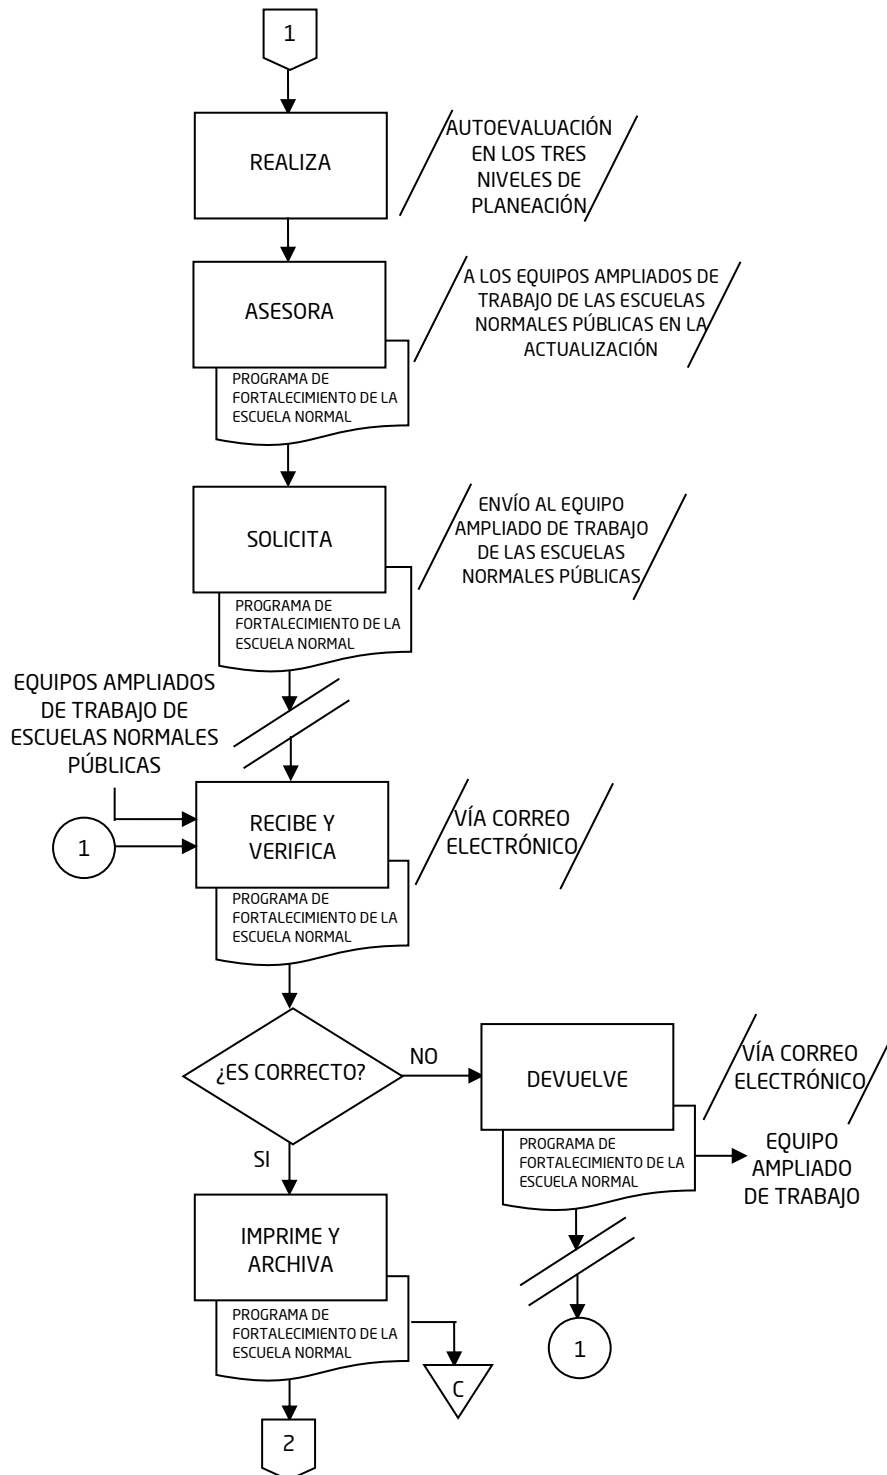 1
REALIZA
AUTOEVALUACIÓN
EN LOS TRES
NIVELES DE
PLANEACIÓN
ASESORA
A LOS EQUIPOS AMPLIADOS DE
TRABAJO DE LAS ESCUELAS
NORMALES PÚBLICAS EN LA
ACTUALIZACIÓN
PROGRAMA DE
FORTALECIMIENTO DE LA
ESCUELA NORMAL
SOLICITA
ENVÍO AL EQUIPO
AMPLIADO DE TRABAJO
DE LAS ESCUELAS
NORMALES PÚBLICAS
PROGRAMA DE
FORTALECIMIENTO DE LA
ESCUELA NORMAL
EQUIPOS AMPLIADOS
DE TRABAJO DE
ESCUELAS NORMALES
PÚBLICAS
1
RECIBE Y
VERIFICA
VÍA CORREO
ELECTRÓNICO
PROGRAMA DE
FORTALECIMIENTO DE LA
ESCUELA NORMAL
¿ES CORRECTO?
NO
DEVUELVE
VÍA CORREO
ELECTRÓNICO
PROGRAMA DE
FORTALECIMIENTO DE LA
ESCUELA NORMAL
EQUIPO
AMPLIADO
DE TRABAJO
1
SI
IMPRIME Y
ARCHIVA
PROGRAMA DE
FORTALECIMIENTO DE LA
ESCUELA NORMAL
C
2